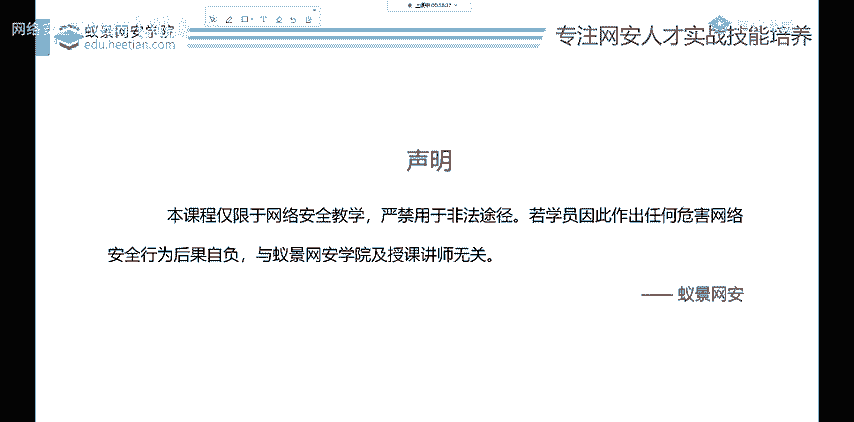 网络安全
蚁景网安学院
edu.heetian.com
专注网安人才实战技能培养
声明
本课程仅限于网络安全教学，严禁用于非法途径。若学员因此作出任何危害网络
安全行为后果自负，与蚁景网安学院及授课讲师无关。
—— 蚁景网安